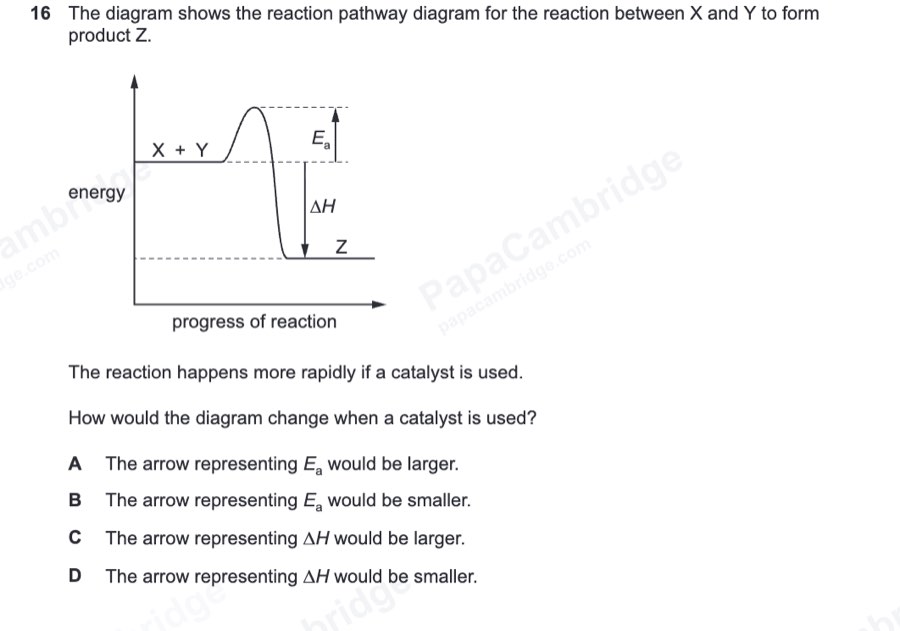 16 The diagram shows the reaction pathway diagram for the reaction between X and Y to form
product Z.
X + Y
Eₐ
energy
ΔH
Z
progress of reaction
The reaction happens more rapidly if a catalyst is used.
How would the diagram change when a catalyst is used?
A The arrow representing Eₐ would be larger.
B The arrow representing Eₐ would be smaller.
C The arrow representing ΔH would be larger.
D The arrow representing ΔH would be smaller.
PapaCambridge
papacambridge.com